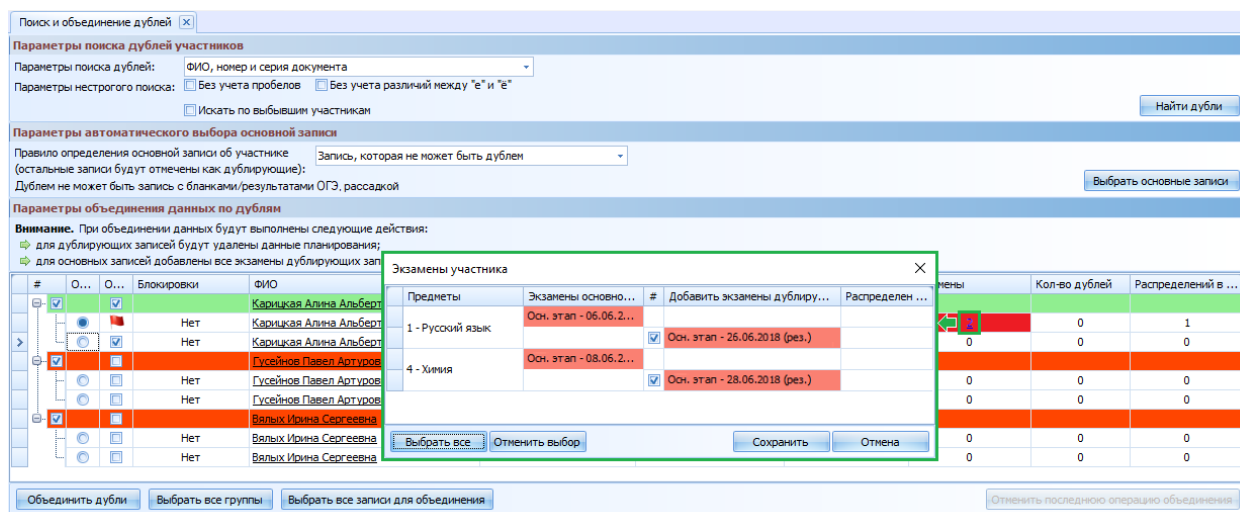 Поиск и объединение дублей
Параметры поиска дублей участников
Параметры поиска дублей: ФИО, номер и серия документа
Параметры нестрогого поиска: Без учета пробелов Без учета различий между "е" и "ё"
Искать по выбывшим участникам
Найти дубли
Параметры автоматического выбора основной записи
Правило определения основной записи об участнике Запись, которая не может быть дублем
(остальные записи будут отмечены как дублирующие):
Дублем не может быть запись с бланками/результатами ОГЭ, рассадкой
Выбрать основные записи
Параметры объединения данных по дублям
Внимание. При объединении данных будут выполнены следующие действия:
для дублирующих записей будут удалены данные планирования;
для основных записей добавлены все экзамены дублирующих зап
# О... О... Блокировки ФИО мены Кол-во дублей Распределений в ...
Карицкая Алина Альберт
Нет Карицкая Алина Альберт 0 1
Нет Карицкая Алина Альберт 0 0 0
Гусейнов Павел Артуров
Нет Гусейнов Павел Артуров 0 0 0
Нет Гусейнов Павел Артуров 0 0 0
Вялых Ирина Сергеевна
Нет Вялых Ирина Сергеевна 0 0 0
Нет Вялых Ирина Сергеевна 0 0 0
Экзамены участника
Предметы Экзамены основно... # Добавить экзамены дублиру... Распределен ...
1 - Русский язык Осн. этап - 06.06.2...
Осн. этап - 26.06.2018 (рез.)
4 - Химия Осн. этап - 08.06.2...
Осн. этап - 28.06.2018 (рез.)
Выбрать все Отменить выбор Сохранить Отмена
Объединить дубли Выбрать все группы Выбрать все записи для объединения Отменить последнюю операцию объединения